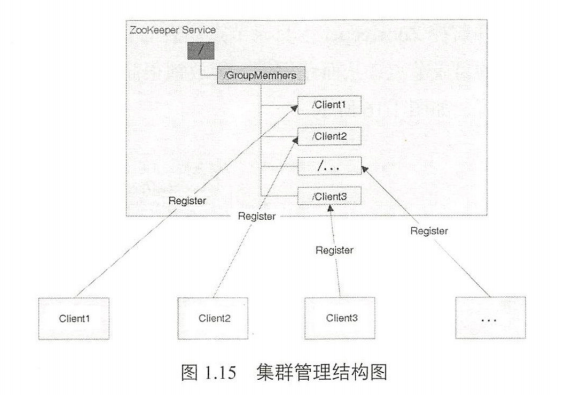 ZooKeeper Service
/
/GroupMemhers
/Client1
/Client2
/...
/Client3
Register
Register
Register
Register
Client1
Client2
Client3
...
图 1.15 集群管理结构图